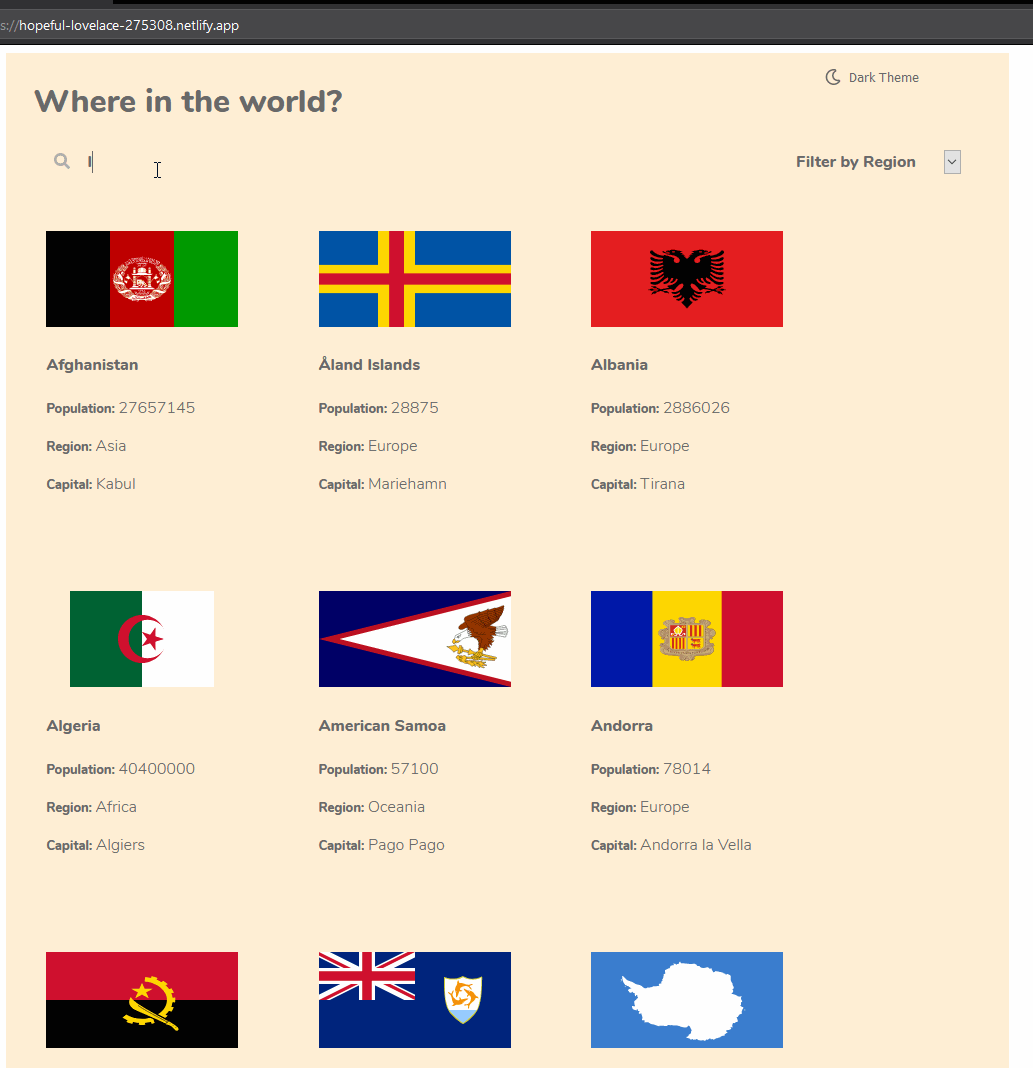 s://hopeful-lovelace-275308.netlify.app
Dark Theme
Where in the world?
I
Filter by Region
Afghanistan
Population: 27657145
Region: Asia
Capital: Kabul
Åland Islands
Population: 28875
Region: Europe
Capital: Mariehamn
Albania
Population: 2886026
Region: Europe
Capital: Tirana
Algeria
Population: 40400000
Region: Africa
Capital: Algiers
American Samoa
Population: 57100
Region: Oceania
Capital: Pago Pago
Andorra
Population: 78014
Region: Europe
Capital: Andorra la Vella